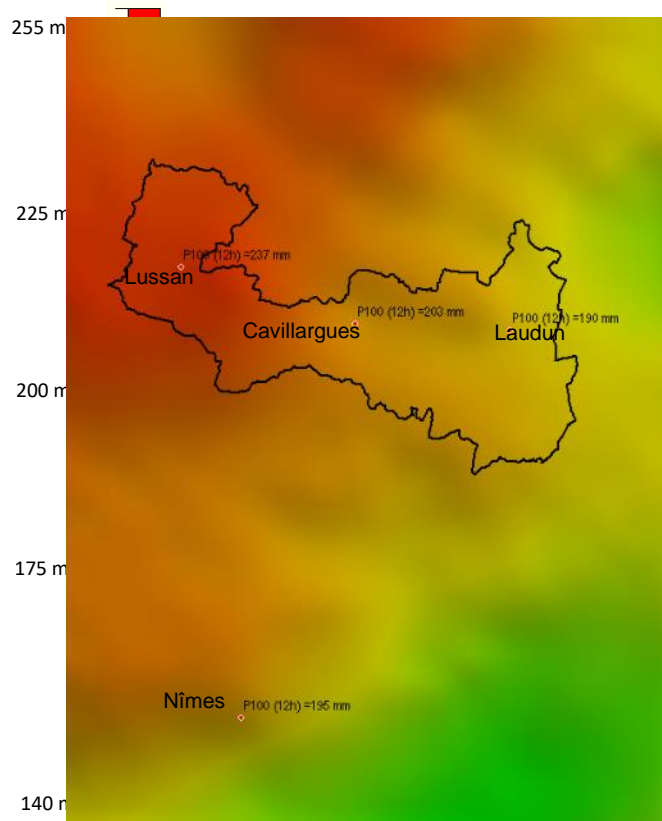 255 m
225 m
P100 (12h) =237 mm
Lussan
P100 (12h) =203 mm
Cavillargues
P100 (12h) =190 mm
Laudun
200 m
175 m
Nîmes
P100 (12h) =195 mm
140 m